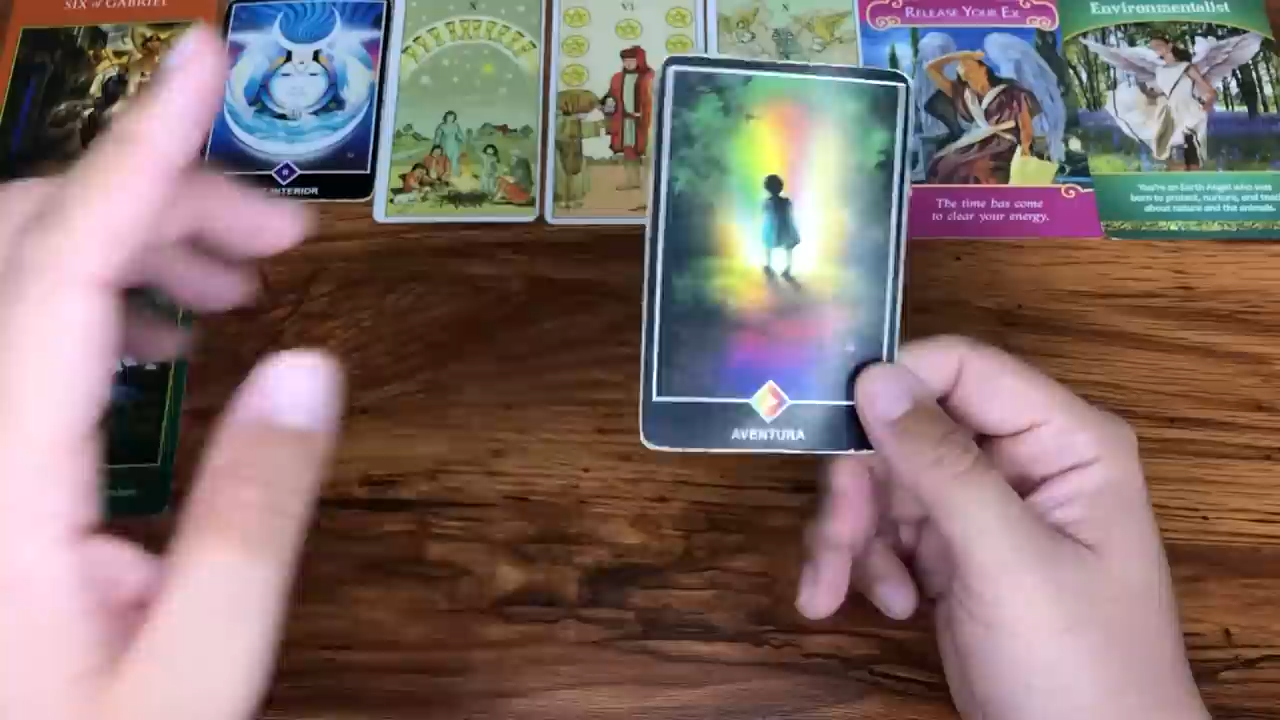 SIX of GABRIEL
INTERIOR
X
VI
X
RELEASE YOUR EX
The time has come
to clear your energy.
Environmentalist
You're an Earth Angel who was
born to protect, nurture, and teach
about nature and the animals.
AVENTURA